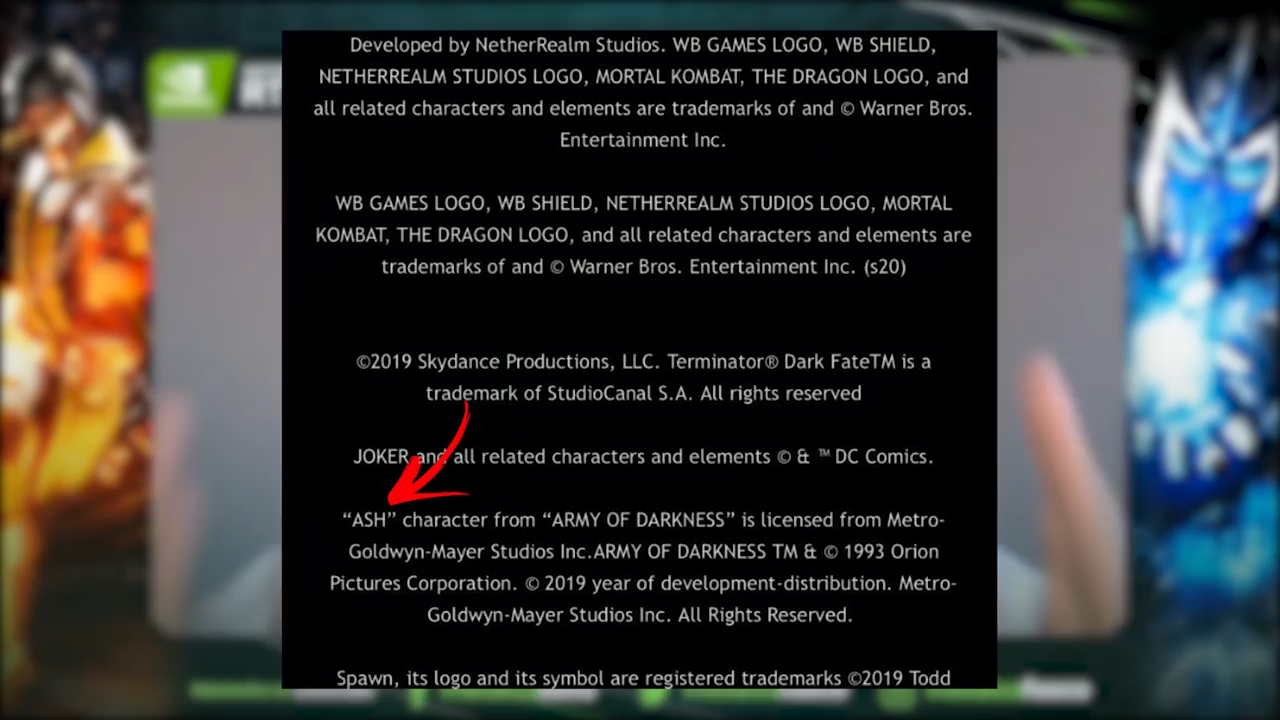 Developed by NetherRealm Studios. WB GAMES LOGO, WB SHIELD,
NETHERREALM STUDIOS LOGO, MORTAL KOMBAT, THE DRAGON LOGO, and
all related characters and elements are trademarks of and © Warner Bros.
Entertainment Inc.
WB GAMES LOGO, WB SHIELD, NETHERREALM STUDIOS LOGO, MORTAL
KOMBAT, THE DRAGON LOGO, and all related characters and elements are
trademarks of and © Warner Bros. Entertainment Inc. (s20)
©2019 Skydance Productions, LLC. Terminator® Dark FateTM is a
trademark of StudioCanal S.A. All rights reserved
JOKER and all related characters and elements © & ™ DC Comics.
“ASH” character from “ARMY OF DARKNESS” is licensed from Metro-
Goldwyn-Mayer Studios Inc.ARMY OF DARKNESS TM & © 1993 Orion
Pictures Corporation. © 2019 year of development-distribution. Metro-
Goldwyn-Mayer Studios Inc. All Rights Reserved.
Spawn, its logo and its symbol are registered trademarks ©2019 Todd